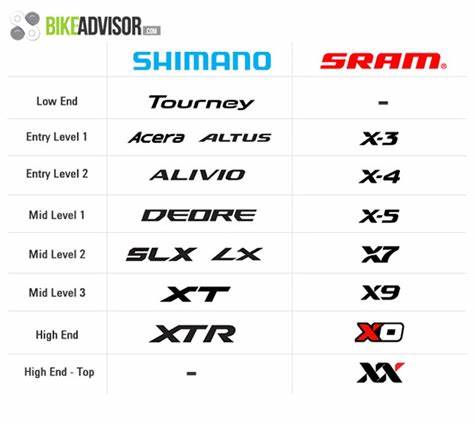 BIKEADVISOR.COM
SHIMANO SRAM®
Low End Tourney -
Entry Level 1 Acera ALTUS X-3
Entry Level 2 ALIVIO X-4
Mid Level 1 DEORE X-5
Mid Level 2 SLX LX X7
Mid Level 3 XT X9
High End XTR XO
High End - Top - XX